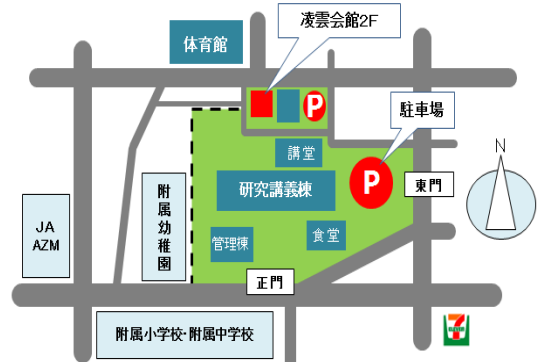 凌雲会館2F
体育館
P
駐車場
講堂
P
N
研究講義棟
東門
附属幼稚園
JA
AZM
管理棟
食堂
正門
附属小学校・附属中学校
7